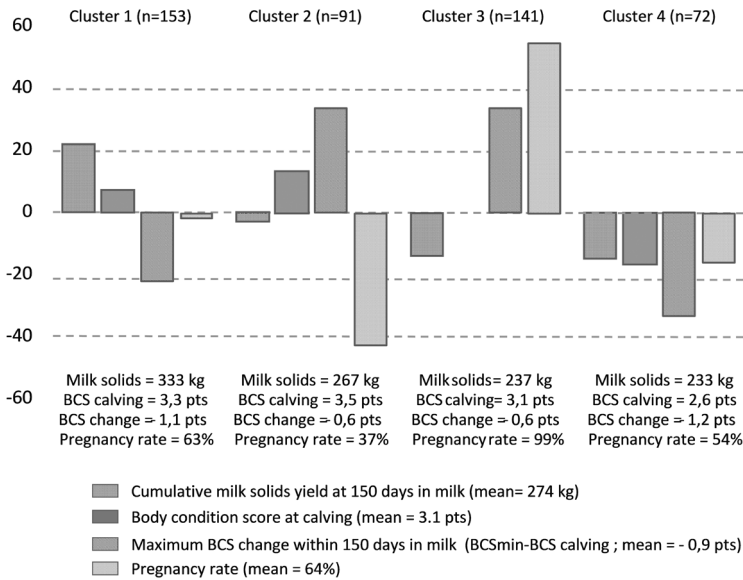 Cluster 1 (n=153) Cluster 2 (n=91) Cluster 3 (n=141) Cluster 4 (n=72)
60
40
20
0
-20
-40
-60
Milk solids = 333 kg
BCS calving = 3,3 pts
BCS change =- 1,1 pts
Pregnancy rate = 63%
Milk solids = 267 kg
BCS calving = 3,5 pts
BCS change =- 0,6 pts
Pregnancy rate = 37%
Milk solids= 237 kg
BCS calving= 3,1 pts
BCS change =- 0,6 pts
Pregnancy rate = 99%
Milk solids = 233 kg
BCS calving = 2,6 pts
BCS change =- 1,2 pts
Pregnancy rate = 54%
Cumulative milk solids yield at 150 days in milk (mean= 274 kg)
Body condition score at calving (mean = 3.1 pts)
Maximum BCS change within 150 days in milk (BCSmin-BCS calving ; mean = - 0,9 pts)
Pregnancy rate (mean = 64%)